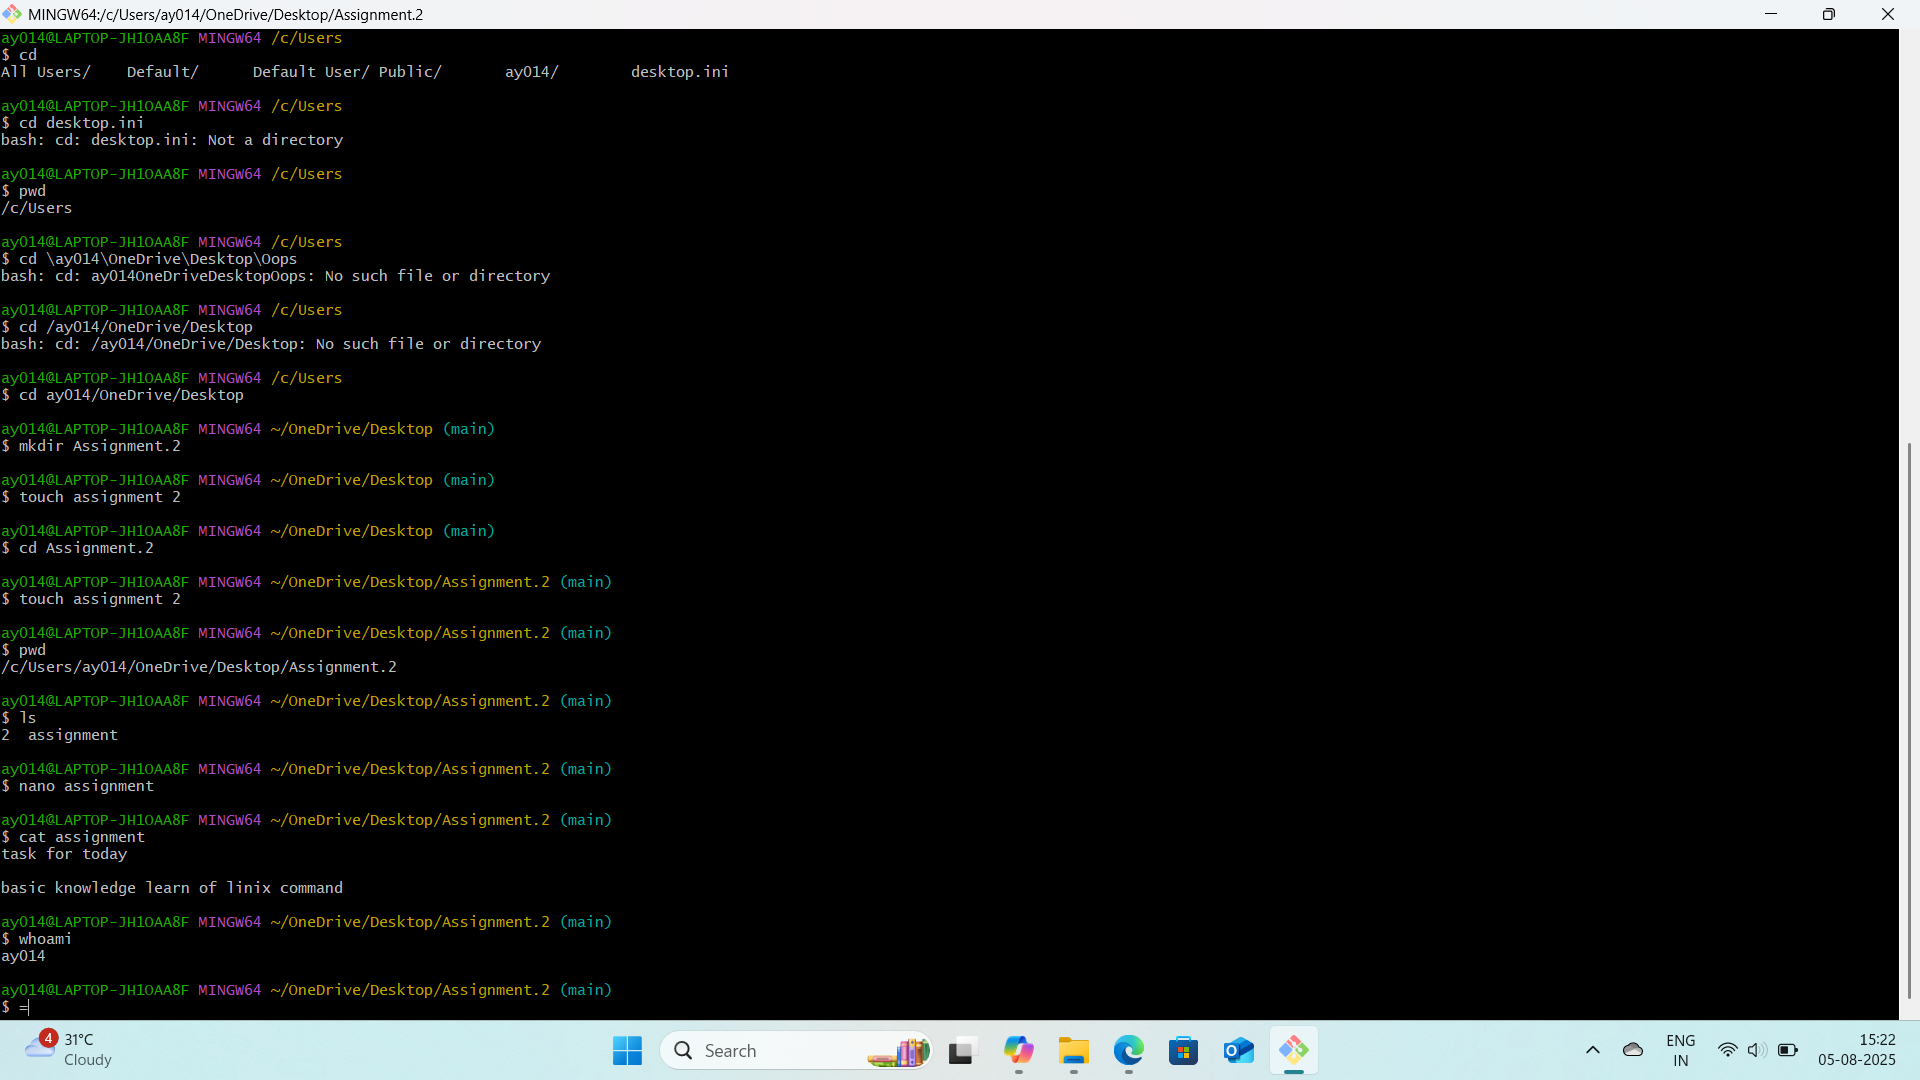 MINGW64:/c/Users/ay014/OneDrive/Desktop/Assignment.2
ay014@LAPTOP-JH1OAA8F MINGW64 /c/Users
$ cd
All Users/    Default/      Default User/ Public/       ay014/        desktop.ini
ay014@LAPTOP-JH1OAA8F MINGW64 /c/Users
$ cd desktop.ini
bash: cd: desktop.ini: Not a directory
ay014@LAPTOP-JH1OAA8F MINGW64 /c/Users
$ pwd
/c/Users
ay014@LAPTOP-JH1OAA8F MINGW64 /c/Users
$ cd \ay014\OneDrive\Desktop\Oops
bash: cd: ay014OneDriveDesktopOops: No such file or directory
ay014@LAPTOP-JH1OAA8F MINGW64 /c/Users
$ cd /ay014/OneDrive/Desktop
bash: cd: /ay014/OneDrive/Desktop: No such file or directory
ay014@LAPTOP-JH1OAA8F MINGW64 /c/Users
$ cd ay014/OneDrive/Desktop
ay014@LAPTOP-JH1OAA8F MINGW64 ~/OneDrive/Desktop (main)
$ mkdir Assignment.2
ay014@LAPTOP-JH1OAA8F MINGW64 ~/OneDrive/Desktop (main)
$ touch assignment 2
ay014@LAPTOP-JH1OAA8F MINGW64 ~/OneDrive/Desktop (main)
$ cd Assignment.2
ay014@LAPTOP-JH1OAA8F MINGW64 ~/OneDrive/Desktop/Assignment.2 (main)
$ touch assignment 2
ay014@LAPTOP-JH1OAA8F MINGW64 ~/OneDrive/Desktop/Assignment.2 (main)
$ pwd
/c/Users/ay014/OneDrive/Desktop/Assignment.2
ay014@LAPTOP-JH1OAA8F MINGW64 ~/OneDrive/Desktop/Assignment.2 (main)
$ ls
2  assignment
ay014@LAPTOP-JH1OAA8F MINGW64 ~/OneDrive/Desktop/Assignment.2 (main)
$ nano assignment
ay014@LAPTOP-JH1OAA8F MINGW64 ~/OneDrive/Desktop/Assignment.2 (main)
$ cat assignment
task for today
basic knowledge learn of linix command
ay014@LAPTOP-JH1OAA8F MINGW64 ~/OneDrive/Desktop/Assignment.2 (main)
$ whoami
ay014
ay014@LAPTOP-JH1OAA8F MINGW64 ~/OneDrive/Desktop/Assignment.2 (main)
$ =
4
31°C
Cloudy
Search
ENG
IN
15:22
05-08-2025